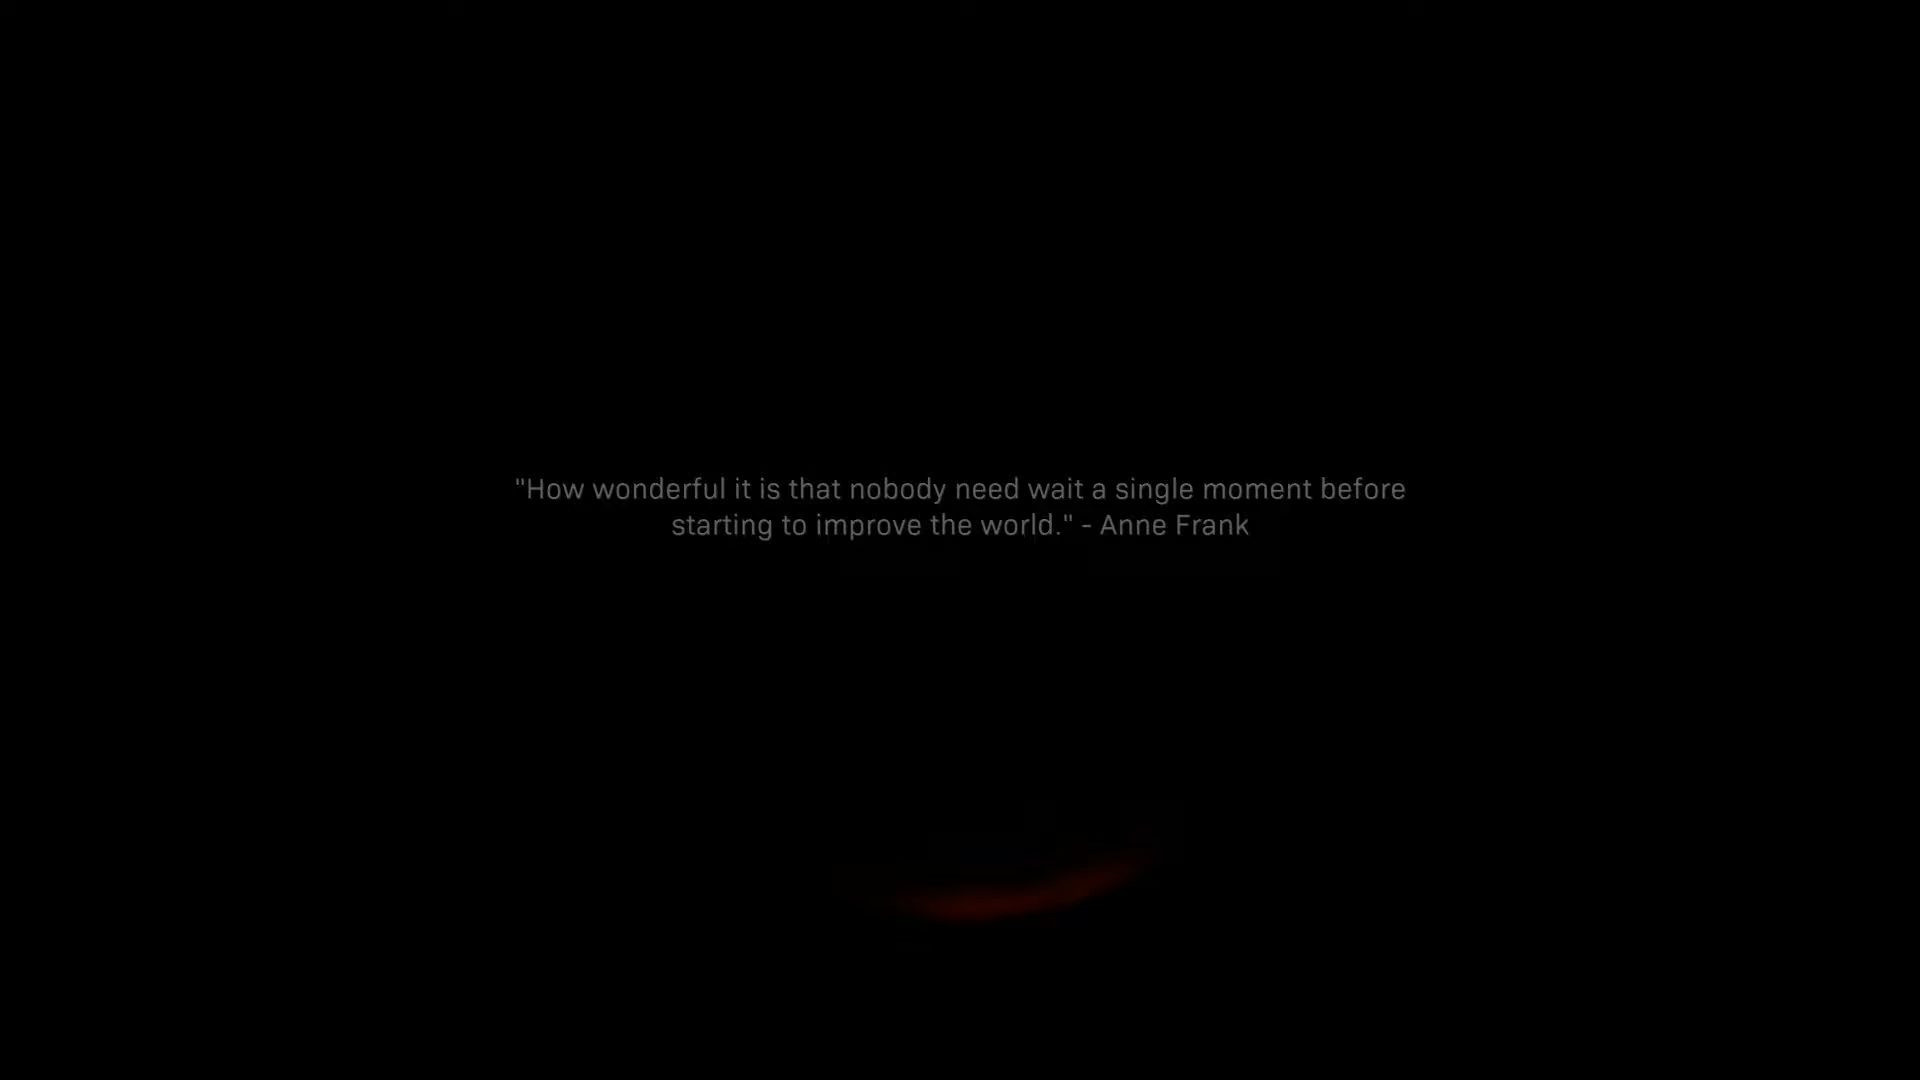 "How wonderful it is that nobody need wait a single moment before
starting to improve the world." - Anne Frank